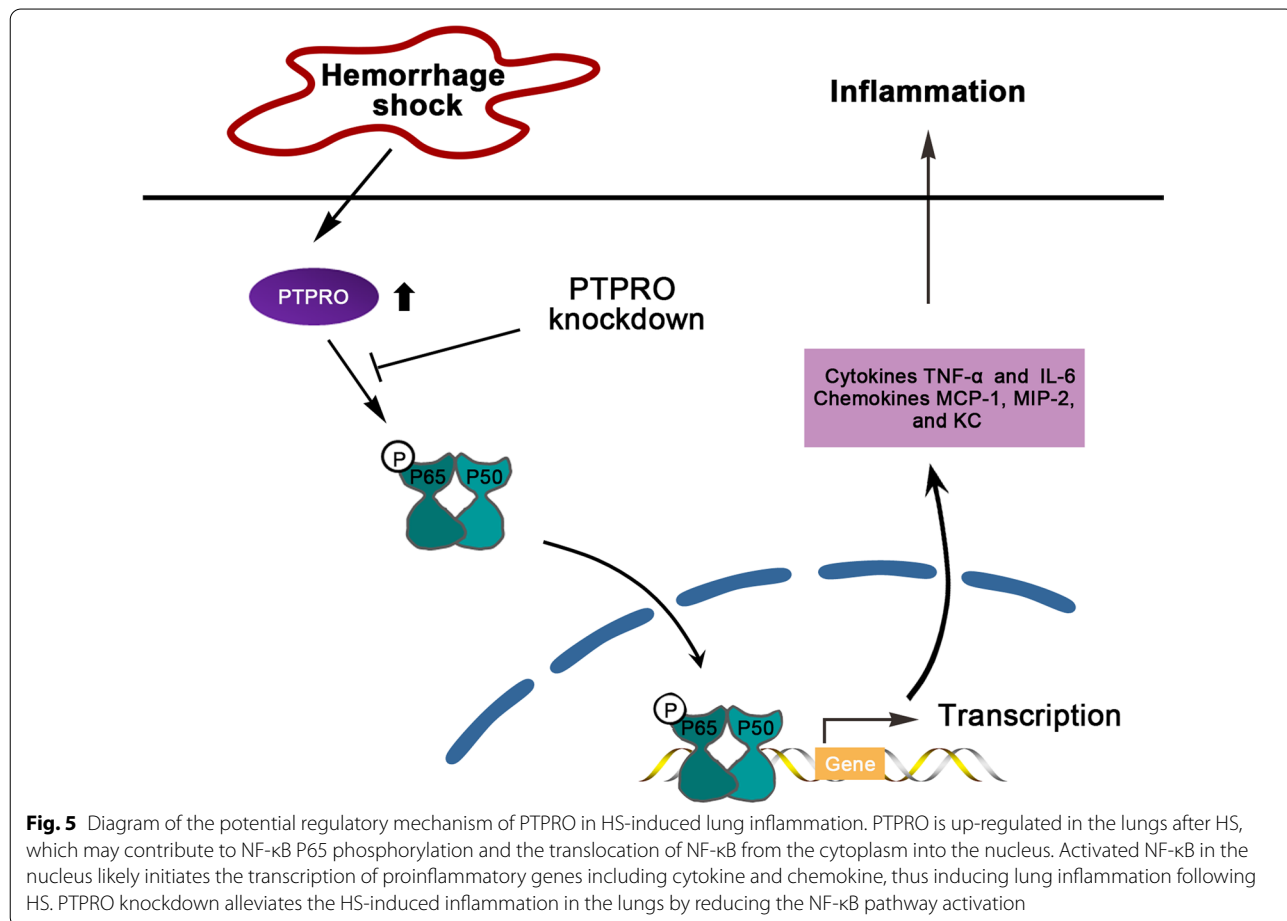 Hemorrhage
shock
Inflammation
PTPRO
PTPRO
knockdown
Cytokines TNF-α and IL-6
Chemokines MCP-1, MIP-2,
and KC
P
P65 P50
P
P65 P50
Gene
Transcription
Fig. 5 Diagram of the potential regulatory mechanism of PTPRO in HS-induced lung inflammation. PTPRO is up-regulated in the lungs after HS,
which may contribute to NF-κB P65 phosphorylation and the translocation of NF-κB from the cytoplasm into the nucleus. Activated NF-κB in the
nucleus likely initiates the transcription of proinflammatory genes including cytokine and chemokine, thus inducing lung inflammation following
HS. PTPRO knockdown alleviates the HS-induced inflammation in the lungs by reducing the NF-κB pathway activation